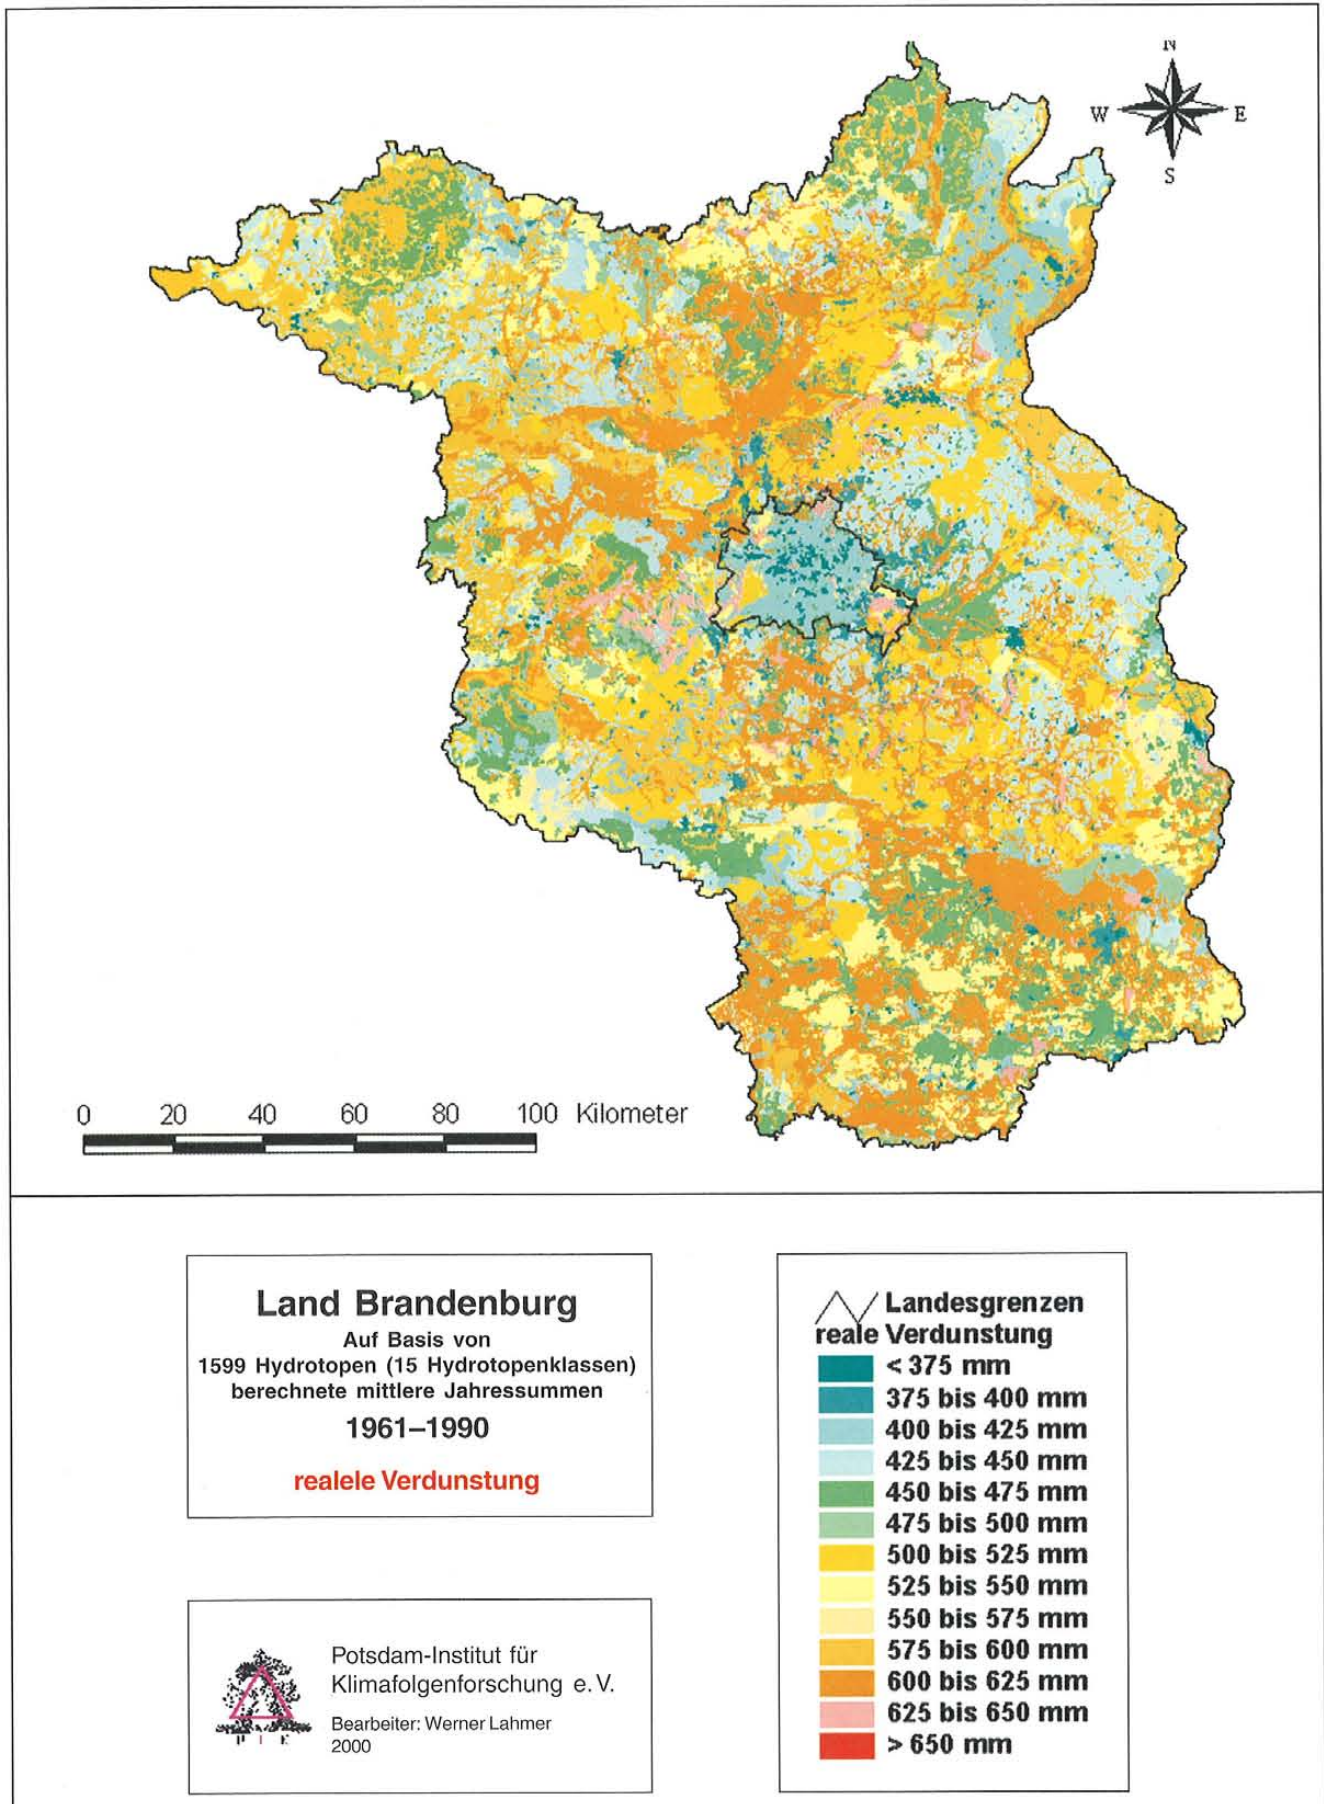 N
W E
S
0 20 40 60 80 100 Kilometer
Land Brandenburg
Auf Basis von
1599 Hydrotopen (15 Hydrotopenklassen)
berechnete mittlere Jahressummen
1961–1990
realele Verdunstung
Potsdam-Institut für
Klimafolgenforschung e. V.
Bearbeiter: Werner Lahmer
2000
P I K
Landesgrenzen
reale Verdunstung
< 375 mm
375 bis 400 mm
400 bis 425 mm
425 bis 450 mm
450 bis 475 mm
475 bis 500 mm
500 bis 525 mm
525 bis 550 mm
550 bis 575 mm
575 bis 600 mm
600 bis 625 mm
625 bis 650 mm
> 650 mm